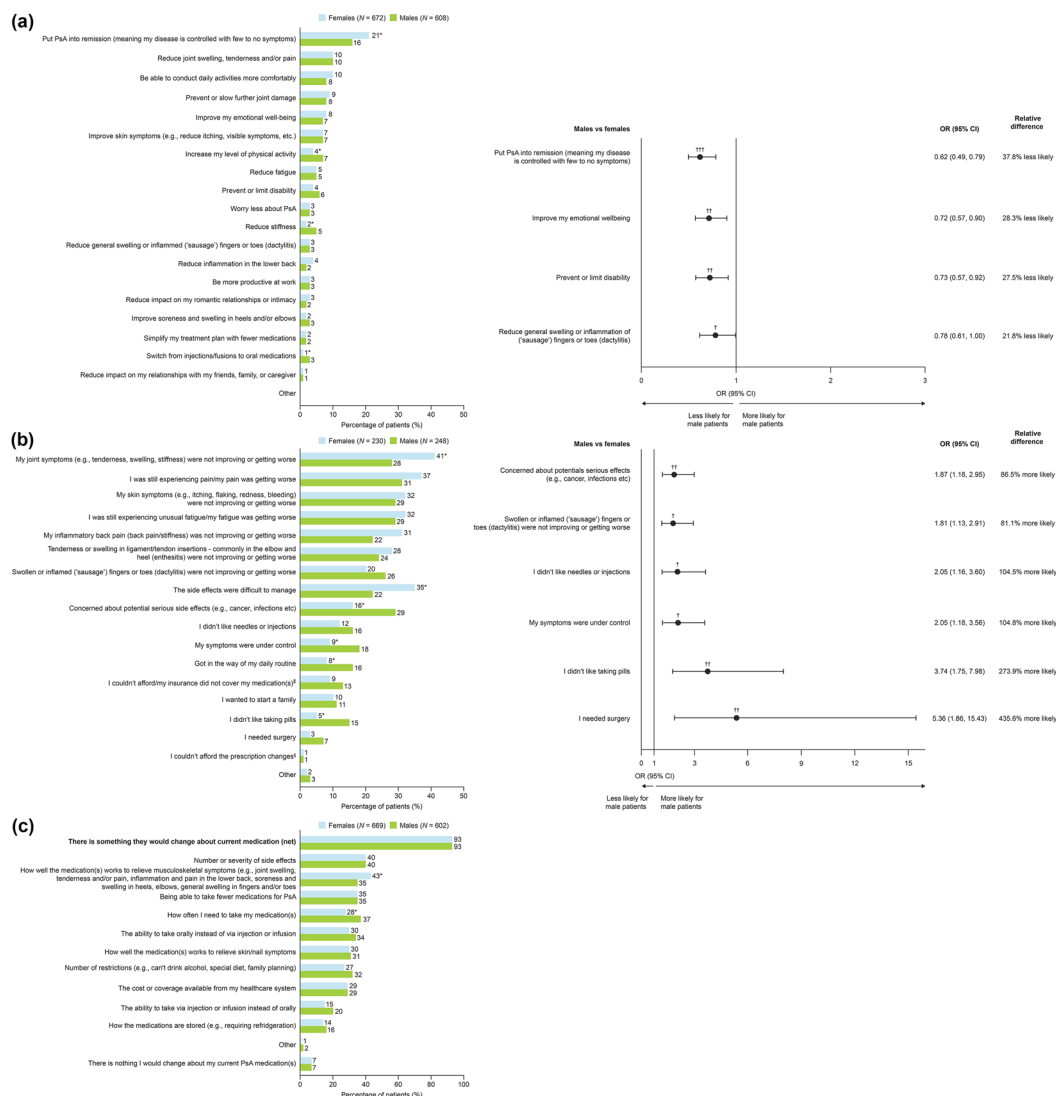 (a)
Females (N = 672) Males (N = 608)
Put PsA into remission (meaning my disease is controlled with few to no symptoms)
21*
16
Reduce joint swelling, tenderness and/or pain
10
10
Be able to conduct daily activities more comfortably
10
8
Prevent or slow further joint damage
9
8
Improve my emotional well-being
8
7
Improve skin symptoms (e.g., reduce itching, visible symptoms, etc.)
7
7
Increase my level of physical activity
4*
7
Reduce fatigue
5
5
Prevent or limit disability
4
6
Worry less about PsA
3
3
Reduce stiffness
2*
5
Reduce general swelling or inflammed ('sausage') fingers or toes (dactylitis)
3
3
Reduce inflammation in the lower back
4
2
Be more productive at work
3
3
Reduce impact on my romantic relationships or intimacy
3
2
Improve soreness and swelling in heels and/or elbows
2
3
Simplify my treatment plan with fewer medications
2
2
Switch from injections/fusions to oral medications
1*
3
Reduce impact on my relationships with my friends, family, or caregiver
1
1
Other
0 10 20 30 40 50
Percentage of patients (%)
Males vs females
OR (95% CI)
Relative
difference
Put PsA into remission (meaning my disease
is controlled with few to no symptoms)
†††
0.62 (0.49, 0.79)
37.8% less likely
Improve my emotional wellbeing
††
0.72 (0.57, 0.90)
28.3% less likely
Prevent or limit disability
††
0.73 (0.57, 0.92)
27.5% less likely
Reduce general swelling or inflammation of
('sausage') fingers or toes (dactylitis)
†
0.78 (0.61, 1.00)
21.8% less likely
0 1 2 3
OR (95% CI)
Less likely for
male patients
More likely for
male patients
(b)
Females (N = 230) Males (N = 248)
My joint symptoms (e.g., tenderness, swelling, stiffness) were not improving or getting worse
41*
28
I was still experiencing pain/my pain was getting worse
37
31
My skin symptoms (e.g., itching, flaking, redness, bleeding)
were not improving or getting worse
32
29
I was still experiencing unusual fatigue/my fatigue was getting worse
32
29
My inflammatory back pain (back pain/stiffness) was not improving or getting worse
31
22
Tenderness or swelling in ligament/tendon insertions - commonly in the elbow and
heel (enthesitis) were not improving or getting worse
28
24
Swollen or inflamed ('sausage') fingers or toes (dactylitis) were not improving or getting worse
20
26
The side effects were difficult to manage
35*
22
Concerned about potential serious side effects (e.g., cancer, infections etc)
16*
29
I didn't like needles or injections
12
16
My symptoms were under control
9*
18
Got in the way of my daily routine
8*
16
I couldn't afford/my insurance did not cover my medication(s)‡
9
13
I wanted to start a family
10
11
I didn't like taking pills
5*
15
I needed surgery
3
7
I couldn't afford the prescription changes§
1
1
Other
2
3
0 10 20 30 40 50
Percentage of patients (%)
Males vs females
OR (95% CI)
Relative
difference
Concerned about potentials serious effects
(e.g., cancer, infections etc)
††
1.87 (1.18, 2.95)
86.5% more likely
Swollen or inflamed ('sausage') fingers or
toes (dactylitis) were not improving or getting worse
†
1.81 (1.13, 2.91)
81.1% more likely
I didn't like needles or injections
†
2.05 (1.16, 3.60)
104.5% more likely
My symptoms were under control
†
2.05 (1.18, 3.56)
104.8% more likely
I didn't like taking pills
††
3.74 (1.75, 7.98)
273.9% more likely
I needed surgery
††
5.36 (1.86, 15.43)
435.6% more likely
0 1 3 6 9 12 15
OR (95% CI)
Less likely for
male patients
More likely for
male patients
(c)
Females (N = 669) Males (N = 602)
There is something they would change about current medication (net)
93
93
Number or severity of side effects
40
40
How well the medication(s) works to relieve musculoskeletal symptoms (e.g., joint swelling,
tenderness and/or pain, inflammation and pain in the lower back, soreness and
swelling in heels, elbows, general swelling in fingers and/or toes
43*
35
Being able to take fewer medications for PsA
35
35
How often I need to take my medication(s)
28*
37
The ability to take orally instead of via injection or infusion
30
34
How well the medication(s) works to relieve skin/nail symptoms
30
31
Number of restrictions (e.g., can't drink alcohol, special diet, family planning)
27
32
The cost or coverage available from my healthcare system
29
29
The ability to take via injection or infusion instead of orally
15
20
How the medications are stored (e.g., requiring refridgeration)
14
16
Other
1
2
There is nothing I would change about my current PsA medication(s)
7
7
0 20 40 60 80 100
Percentage of patients (%)